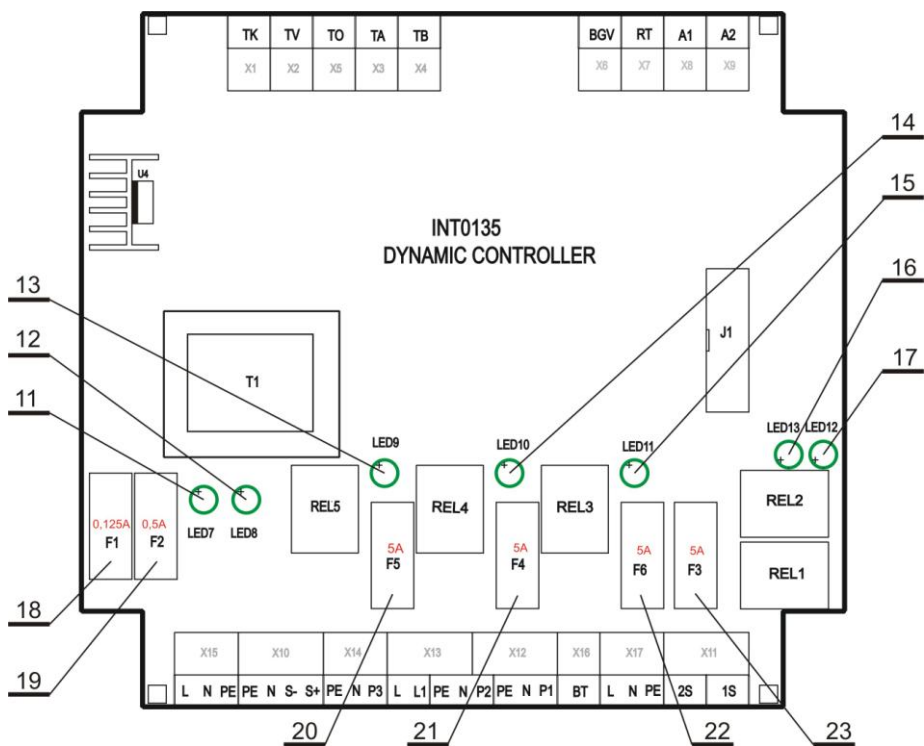 TK TV TO TA TB BGV RT A1 A2
X1 X2 X5 X3 X4 X6 X7 X8 X9
14
U4
15
INT0135
DYNAMIC CONTROLLER
13
16
12
J1
17
T1
11
LED13 LED12
LED9 LED10 LED11
REL5 REL4 REL3 REL2
0,125A 0,5A
LED7 LED8
F1 F2
5A 5A 5A 5A
F5 F4 F6 F3
REL1
18
X15 X10 X14 X13 X12 X16 X17 X11
19
L N PE PE N S- S+ PE N P3 L L1 PE N P2 PE N P1 BT L N PE 2S 1S
20 21 22 23